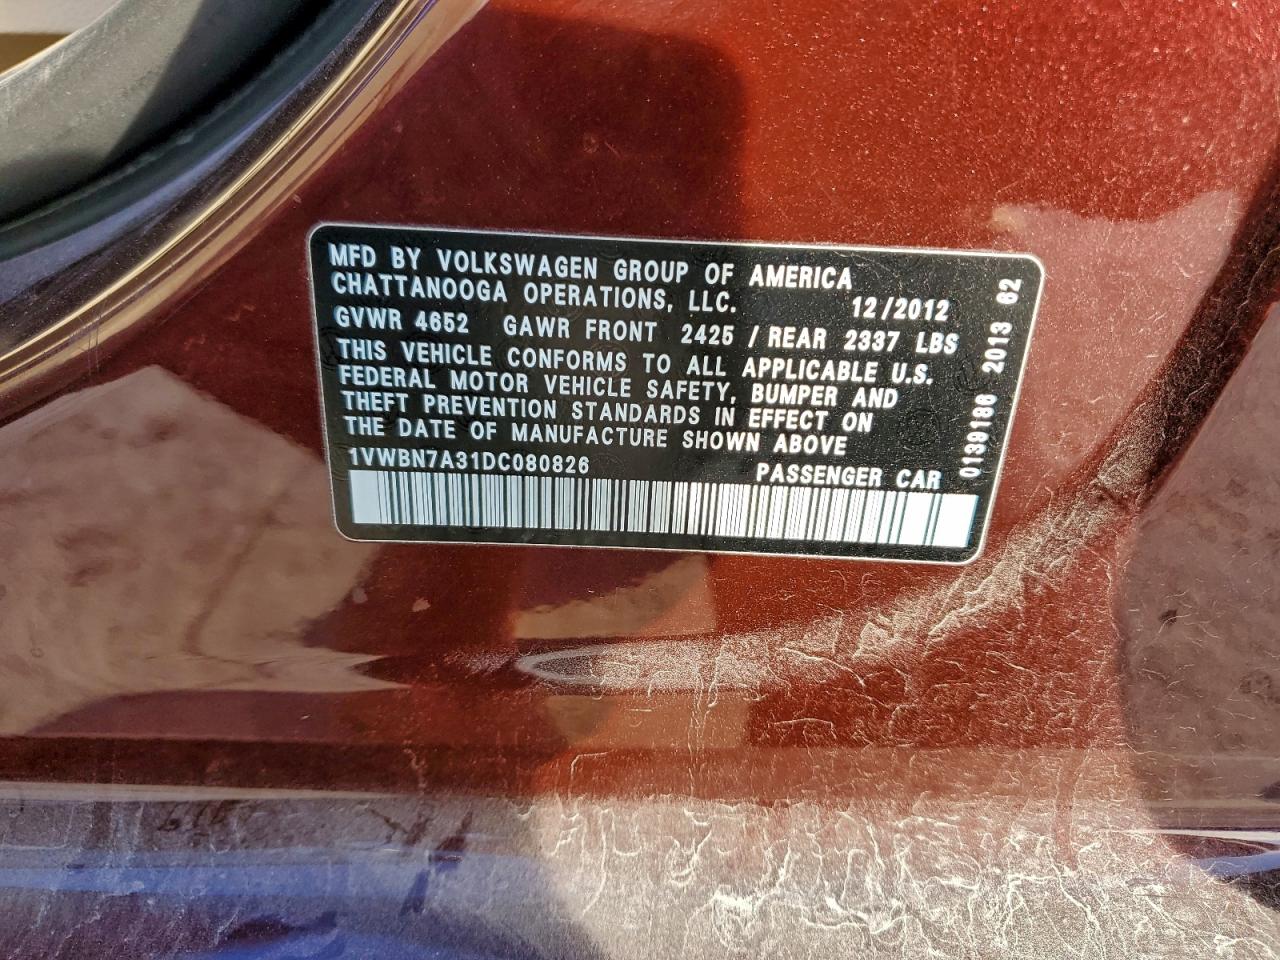 MFD BY VOLKSWAGEN GROUP OF AMERICA
CHATTANOOGA OPERATIONS, LLC. 12/2012
GVWR 4652 GAWR FRONT 2425 / REAR 2337 LBS
THIS VEHICLE CONFORMS TO ALL APPLICABLE U.S.
FEDERAL MOTOR VEHICLE SAFETY, BUMPER AND
THEFT PREVENTION STANDARDS IN EFFECT ON
THE DATE OF MANUFACTURE SHOWN ABOVE
1VWBN7A31DC080826 PASSENGER CAR
0139186 2013 62